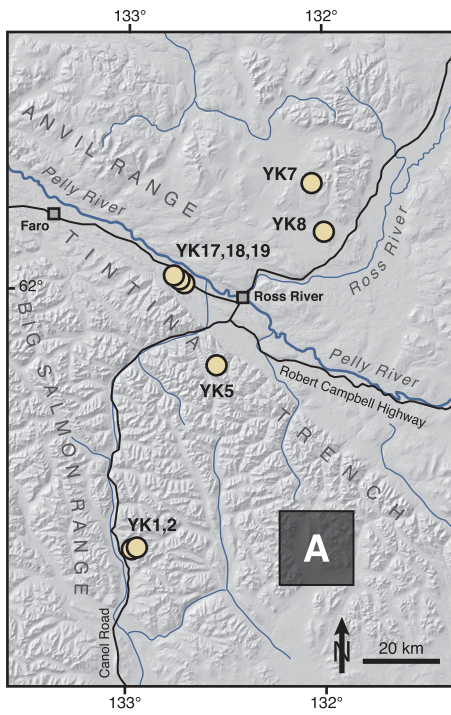 133°
132°
ANVIL RANGE
Pelly River
YK7
Faro
YK8
Ross River
YK17,18,19
TINTINA
62°
Ross River
BIG SALMON RANGE
Pelly River
YK5
Robert Campbell Highway
TRENCH
YK1,2
A
Canol Road
N
20 km
133°
132°